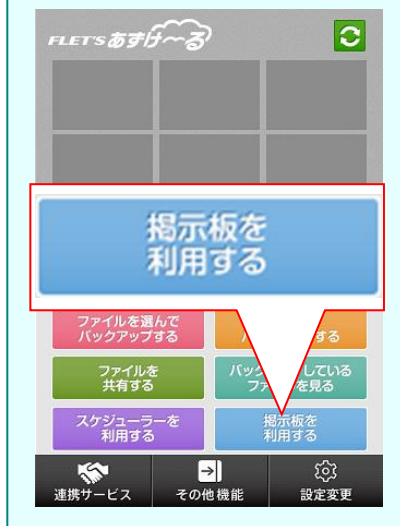 FLET'S あずけ〜る
掲示板を
利用する
ファイルを選んで
バックアップする
する
ファイルを
共有する
バッ
している
ファ
を見る
スケジューラーを
利用する
掲示板を
利用する
連携サービス
その他機能
設定変更